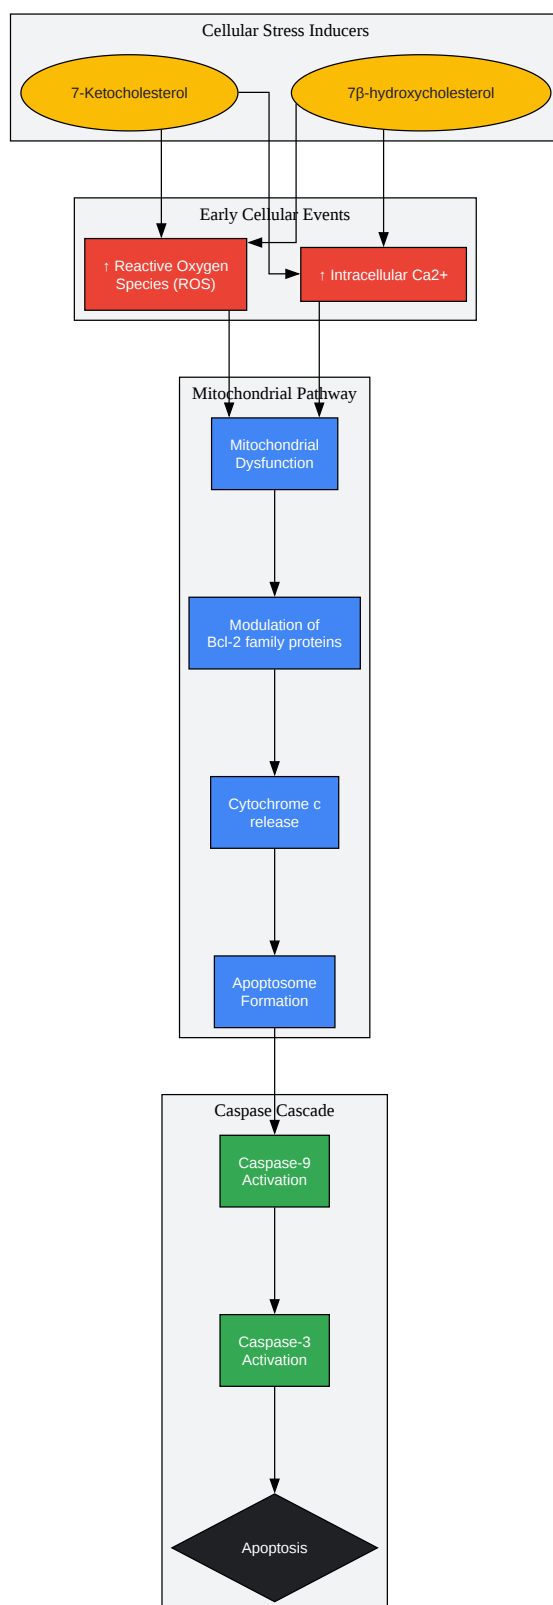 Cellular Stress Inducers
7-Ketocholesterol
7β-hydroxycholesterol
Early Cellular Events
↑ Reactive Oxygen
Species (ROS)
↑ Intracellular Ca2+
Mitochondrial Pathway
Mitochondrial
Dysfunction
Modulation of
Bcl-2 family proteins
Cytochrome c
release
Apoptosome
Formation
Caspase Cascade
Caspase-9
Activation
Caspase-3
Activation
Apoptosis